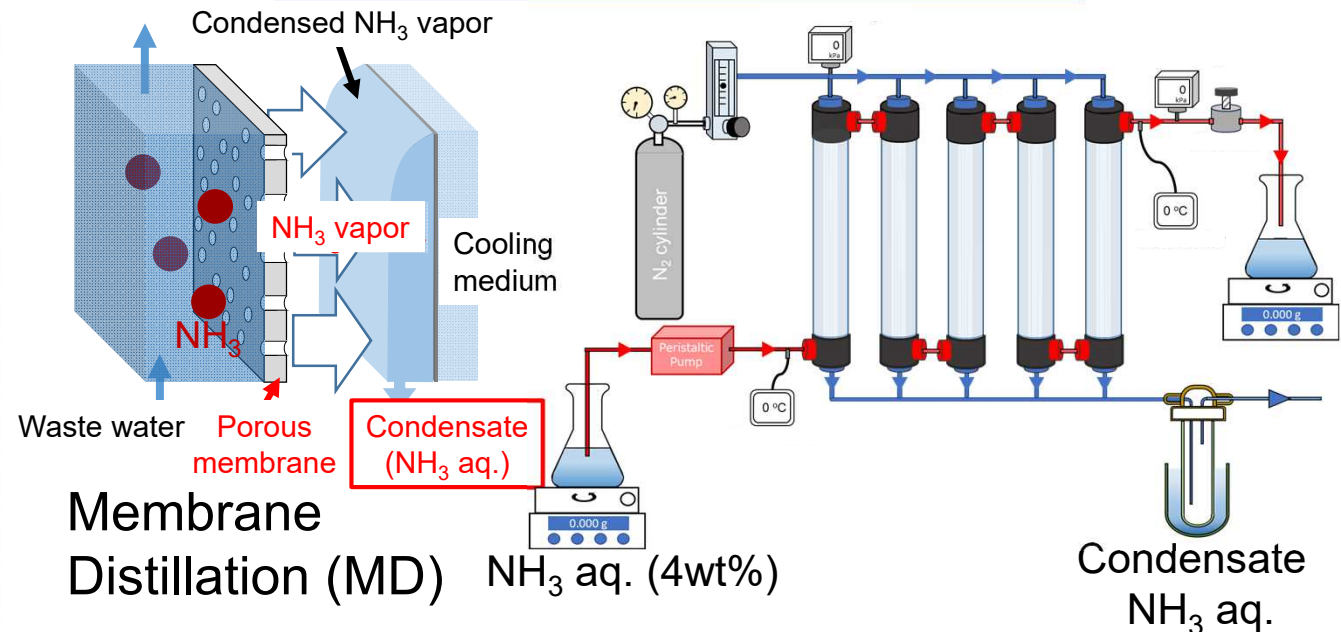 Condensed NH₃ vapor
NH₃ vapor
Cooling
medium
NH₃
Waste water
Porous
membrane
Condensate
(NH₃ aq.)
Membrane
Distillation (MD)
N₂ cylinder
0
kPa
0
kPa
0 °C
0.000 g
Peristaltic
Pump
0 °C
0.000 g
NH₃ aq. (4wt%)
Condensate
NH₃ aq.